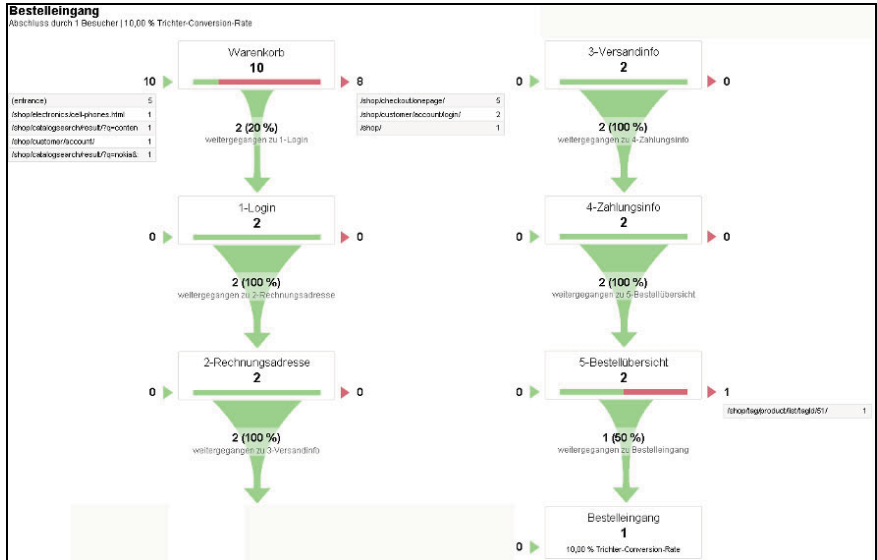 Bestelleingang
Abschluss durch 1 Besucher | 10,00 % Trichter-Conversion-Rate
Warenkorb
10
10
8
(entrance) 5
/shop/electronics/cell-phones.html 1
/shop/catalogsearch/result/?q=conten 1
/shop/customer/account/ 1
/shop/catalogsearch/result/?q=nokia& 1
/shop/checkout/onepage/ 5
/shop/customer/account/login/ 2
/shop/ 1
2 (20 %)
weitergegangen zu 1-Login
1-Login
2
0
0
2 (100 %)
weitergegangen zu 2-Rechnungsadresse
2-Rechnungsadresse
2
0
0
2 (100 %)
weitergegangen zu 3-Versandinfo
3-Versandinfo
2
0
0
2 (100 %)
weitergegangen zu 4-Zahlungsinfo
4-Zahlungsinfo
2
0
0
2 (100 %)
weitergegangen zu 5-Bestellübersicht
5-Bestellübersicht
2
0
1
/shop/tag/product/list/tagId/51/ 1
1 (50 %)
weitergegangen zu Bestelleingang
Bestelleingang
1
0
10,00 % Trichter-Conversion-Rate